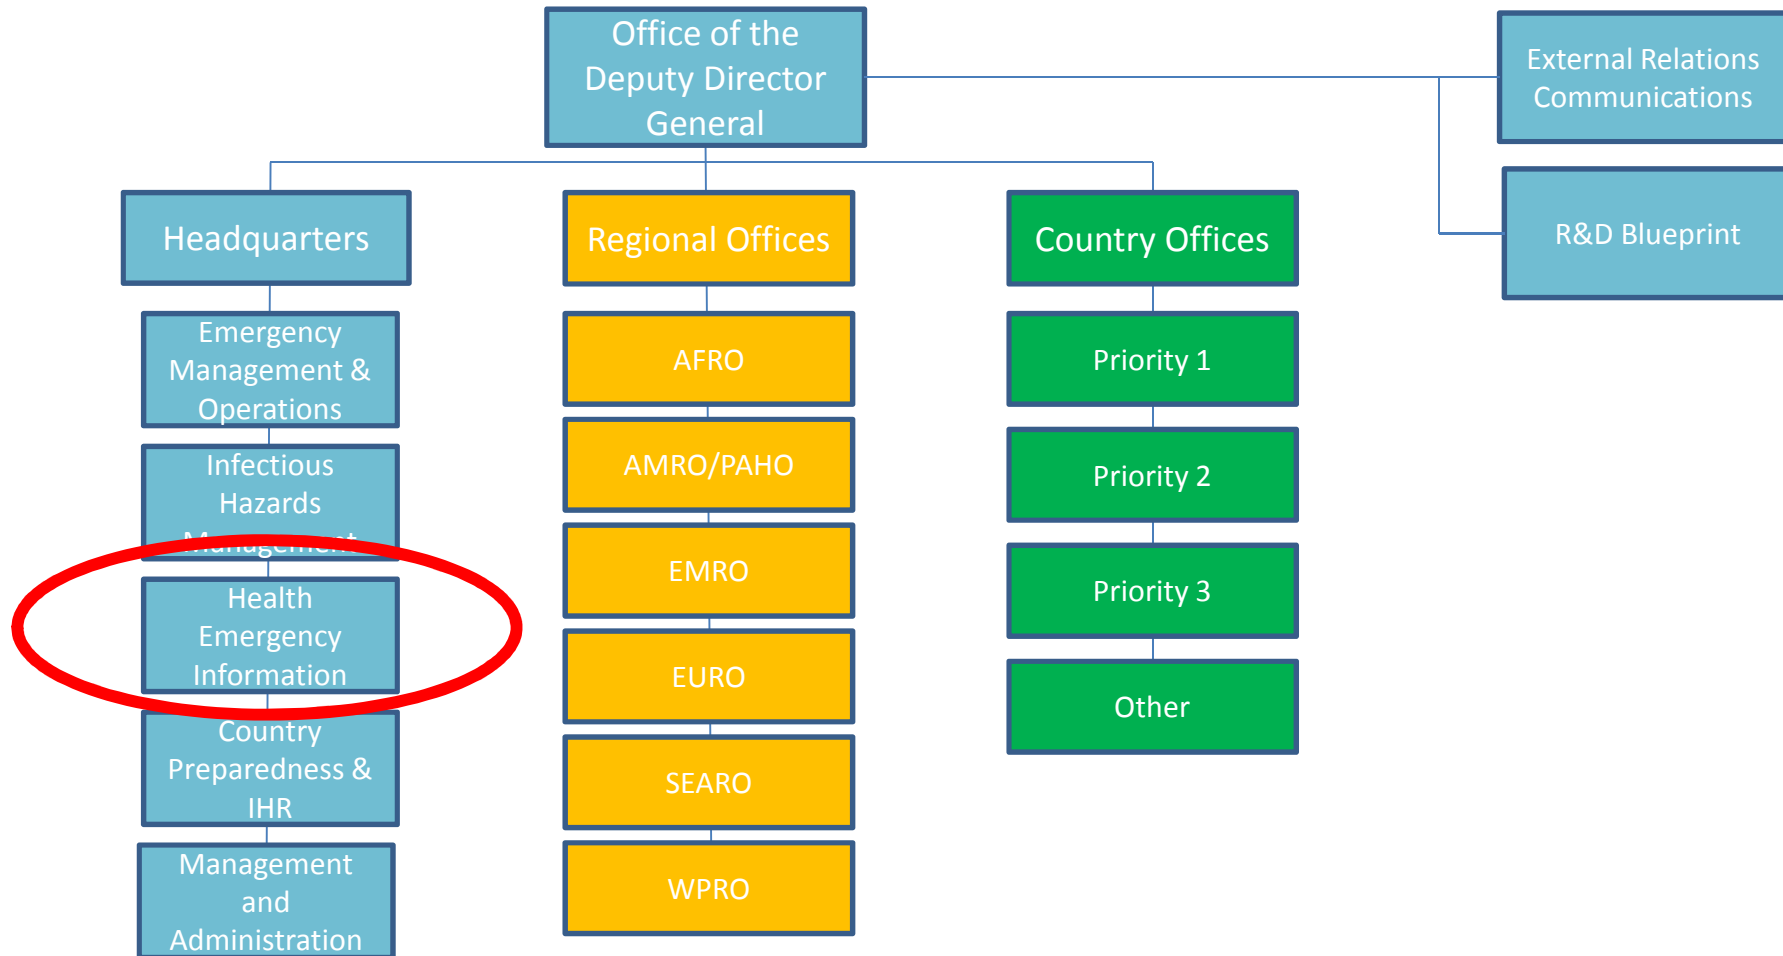 Office of the
Deputy Director
General
External Relations
Communications
R&D Blueprint
Headquarters
Regional Offices
Country Offices
Emergency
Management &
Operations
Infectious
Hazards
Management
Health
Emergency
Information
Country
Preparedness &
IHR
Management
and
Administration
AFRO
AMRO/PAHO
EMRO
EURO
SEARO
WPRO
Priority 1
Priority 2
Priority 3
Other